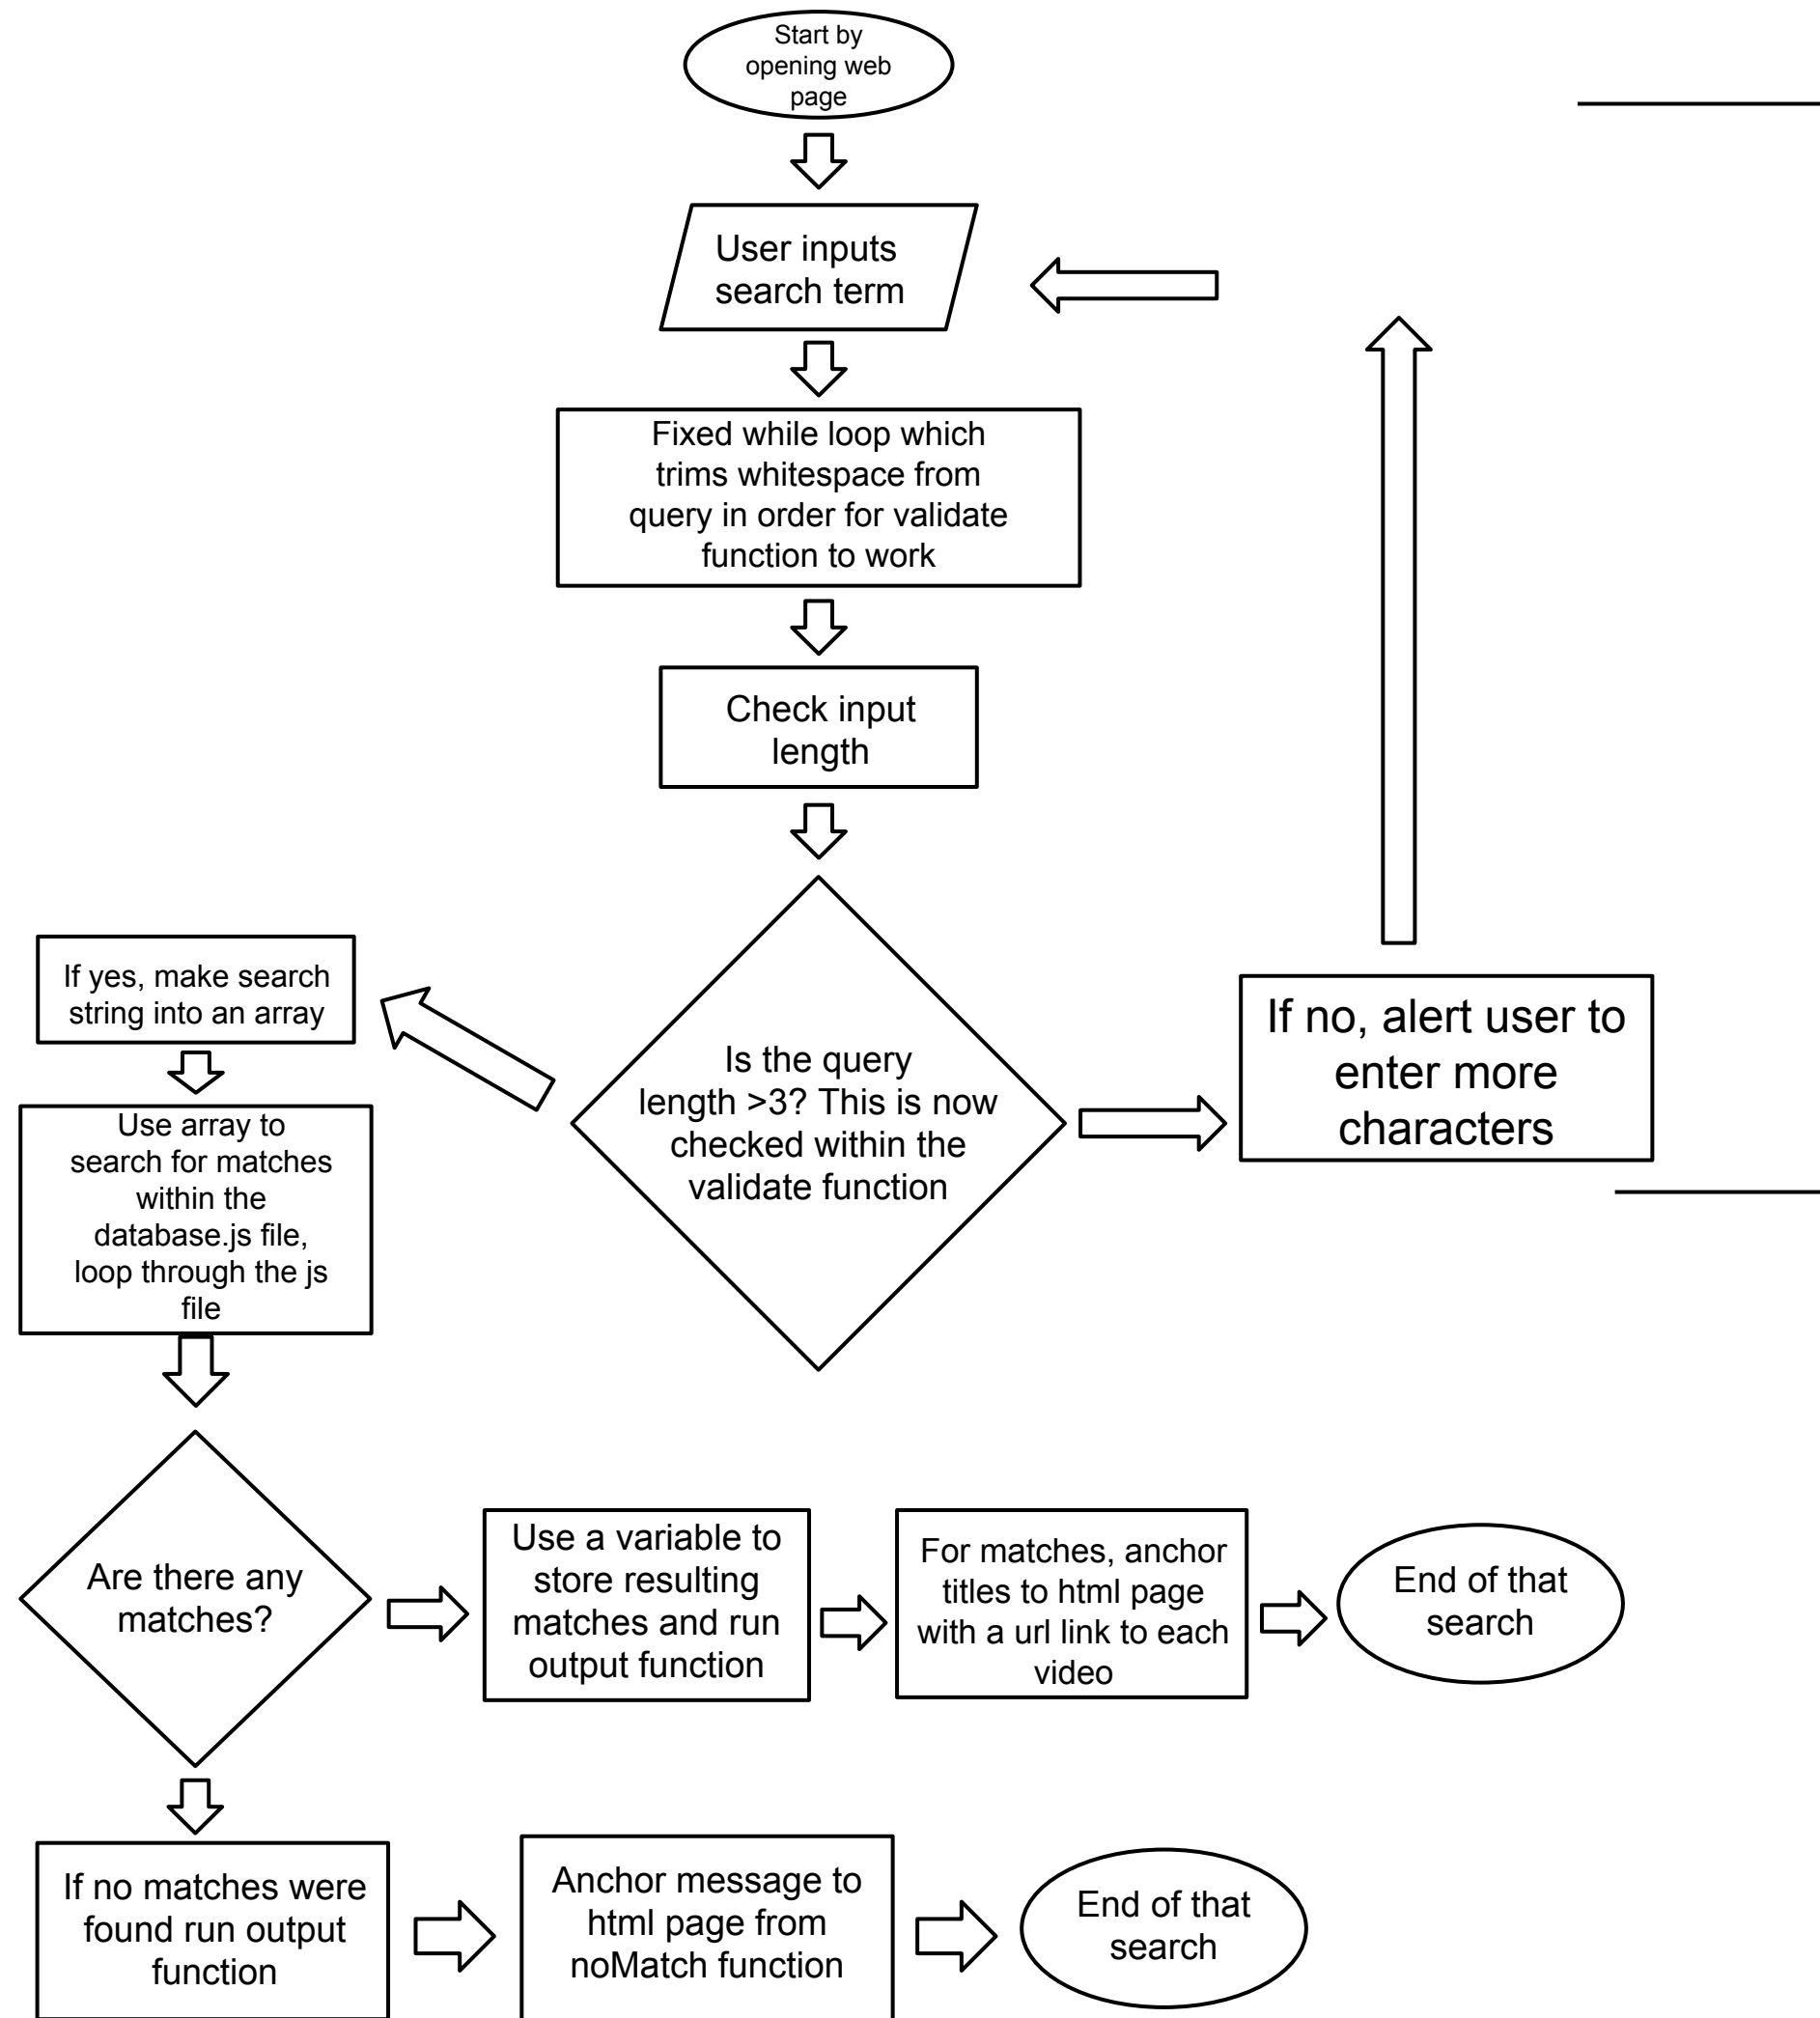 Start by
opening web
page
User inputs
search term
Fixed while loop which
trims whitespace from
query in order for validate
function to work
Check input
length
If yes, make search
string into an array
Is the query
length >3? This is now
checked within the
validate function
If no, alert user to
enter more
characters
Use array to
search for matches
within the
database.js file,
loop through the js
file
Are there any
matches?
Use a variable to
store resulting
matches and run
output function
For matches, anchor
titles to html page
with a url link to each
video
End of that
search
If no matches were
found run output
function
Anchor message to
html page from
noMatch function
End of that
search